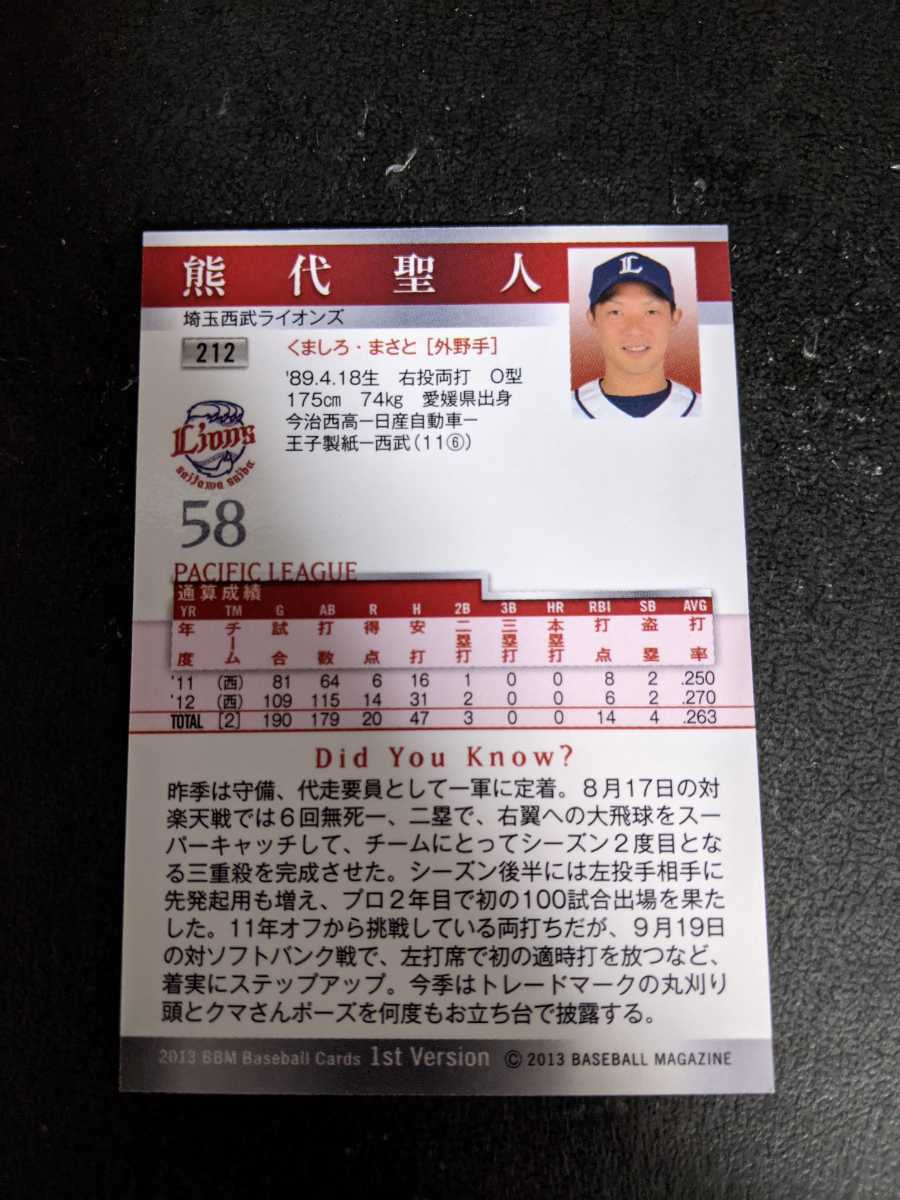 熊代聖人
埼玉西武ライオンズ
212
くましろ・まさと［外野手］
'89.4.18生 右投両打 O型
175cm 74kg 愛媛県出身
今治西高ー日産自動車ー
王子製紙ー西武（11⑥）
L
Lions
saitama seibu
58
PACIFIC LEAGUE
通算成績
YR TM G AB R H 2B 3B HR RBI SB AVG
年度 チーム 試合 打数 得点 安打 二塁打 三塁打 本塁打 打点 盗塁 打率
'11 (西) 81 64 6 16 1 0 0 8 2 .250
'12 (西) 109 115 14 31 2 0 0 6 2 .270
TOTAL [2] 190 179 20 47 3 0 0 14 4 .263
Did You Know?
昨季は守備、代走要員として一軍に定着。8月17日の対
楽天戦では6回無死一、二塁で、右翼への大飛球をスー
パーキャッチして、チームにとってシーズン2度目とな
る三重殺を完成させた。シーズン後半には左投手相手に
先発起用も増え、プロ2年目で初の100試合出場を果た
した。11年オフから挑戦している両打ちだが、9月19日
の対ソフトバンク戦で、左打席で初の適時打を放つなど、
着実にステップアップ。今季はトレードマークの丸刈り
頭とクマさんポーズを何度もお立ち台で披露する。
2013 BBM Baseball Cards 1st Version © 2013 BASEBALL MAGAZINE